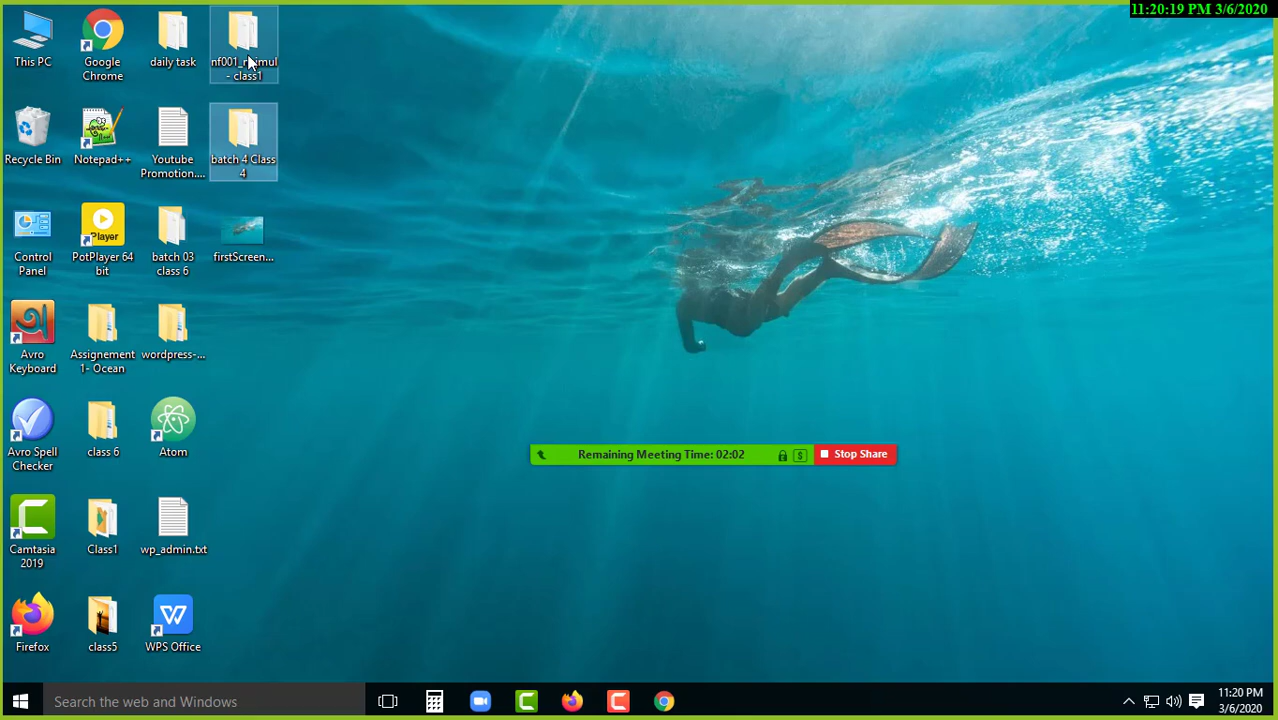 11:20:19 PM 3/6/2020
This PC
Google
Chrome
daily task
- class1
Recycle Bin
Notepad++
Youtube
Promotion....
batch 4 Class
4
Control
Panel
Player
PotPlayer 64
bit
batch 03
class 6
firstScreen...
Avro
Keyboard
Assignement
1- Ocean
wordpress-...
Avro Spell
Checker
class 6
Atom
Remaining Meeting Time: 02:02
Stop Share
Camtasia
2019
Class1
wp_admin.txt
Firefox
class5
WPS Office
Search the web and Windows
11:20 PM
3/6/2020